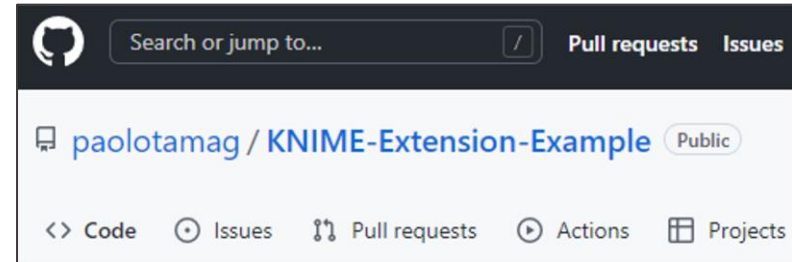 Search or jump to... / Pull requests Issues
paolotamag / KNIME-Extension-Example Public
<> Code Issues Pull requests Actions Projects